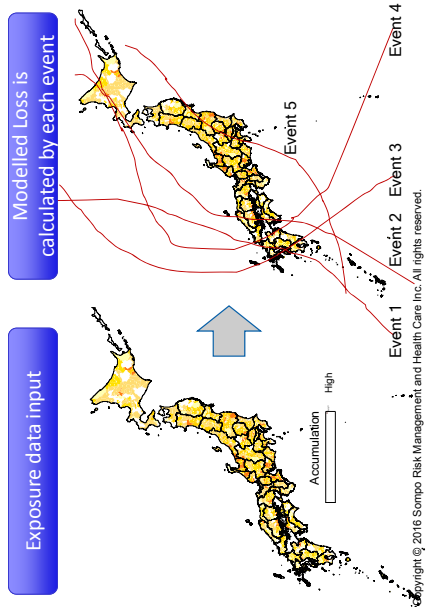 Exposure data input
Modelled Loss is
calculated by each event
Accumulation
High
Event 1
Event 2
Event 3
Event 4
Event 5
Copyright © 2016 Sompo Risk Management and Health Care Inc. All rights reserved.